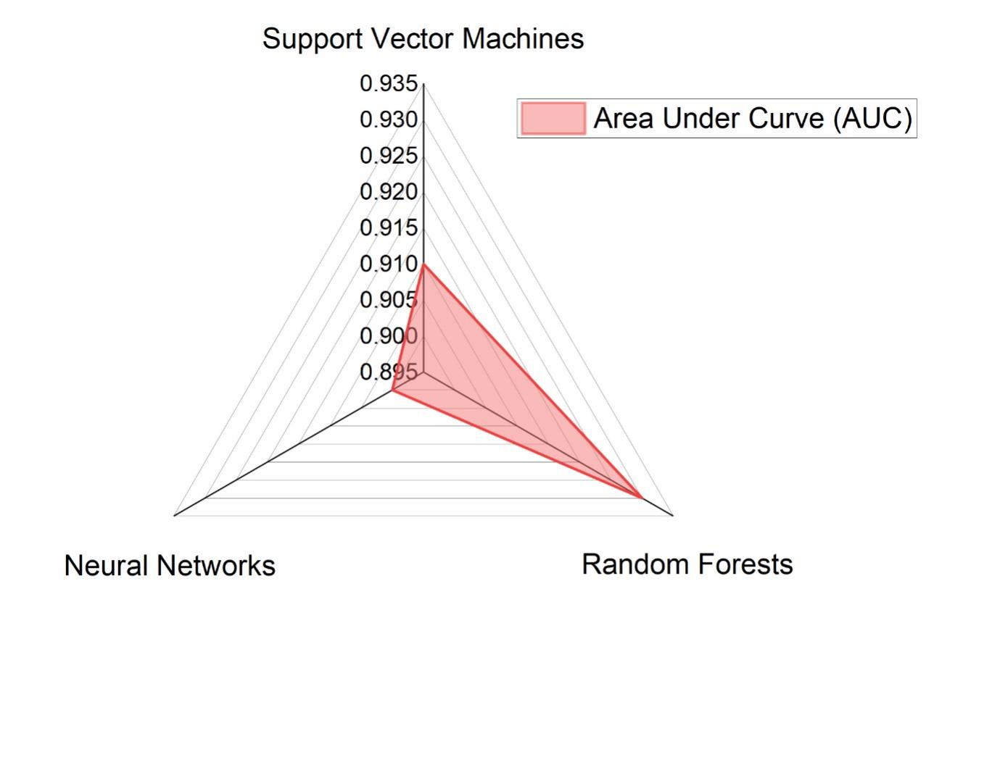 Support Vector Machines
0.935
Area Under Curve (AUC)
0.930
0.925
0.920
0.915
0.910
0.905
0.900
0.895
Neural Networks
Random Forests